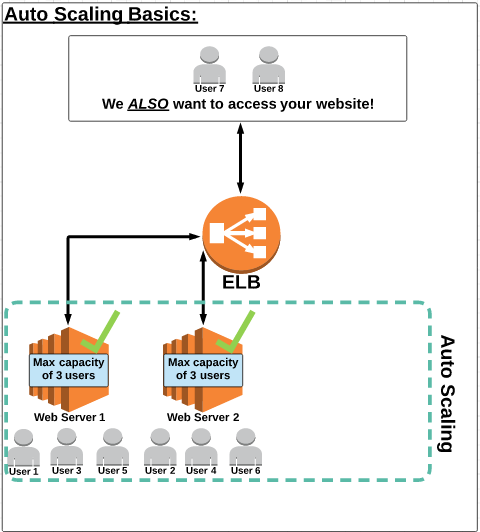 Auto Scaling Basics:
User 7
User 8
We ALSO want to access your website!
ELB
Auto Scaling
Max capacity
of 3 users
Max capacity
of 3 users
Web Server 1
Web Server 2
User 1
User 3
User 5
User 2
User 4
User 6